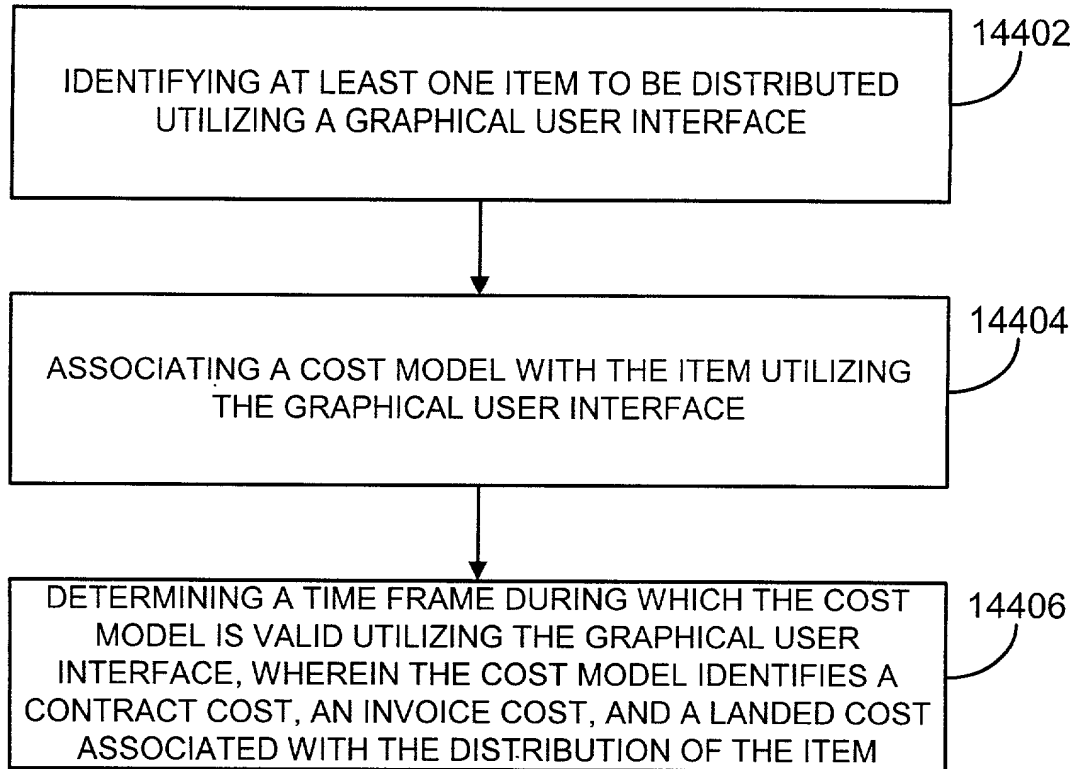 14402
IDENTIFYING AT LEAST ONE ITEM TO BE DISTRIBUTED
UTILIZING A GRAPHICAL USER INTERFACE
14404
ASSOCIATING A COST MODEL WITH THE ITEM UTILIZING
THE GRAPHICAL USER INTERFACE
14406
DETERMINING A TIME FRAME DURING WHICH THE COST
MODEL IS VALID UTILIZING THE GRAPHICAL USER
INTERFACE, WHEREIN THE COST MODEL IDENTIFIES A
CONTRACT COST, AN INVOICE COST, AND A LANDED COST
ASSOCIATED WITH THE DISTRIBUTION OF THE ITEM